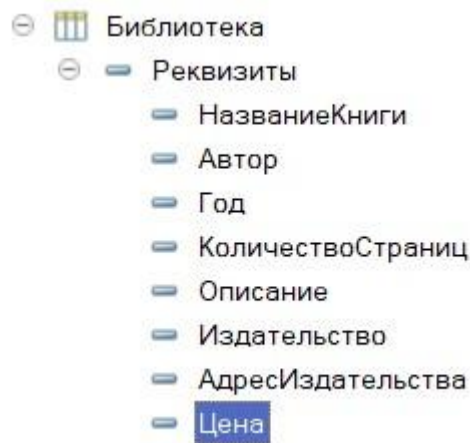 Библиотека
Реквизиты
НазваниеКниги
Автор
Год
КоличествоСтраниц
Описание
Издательство
АдресИздательства
Цена